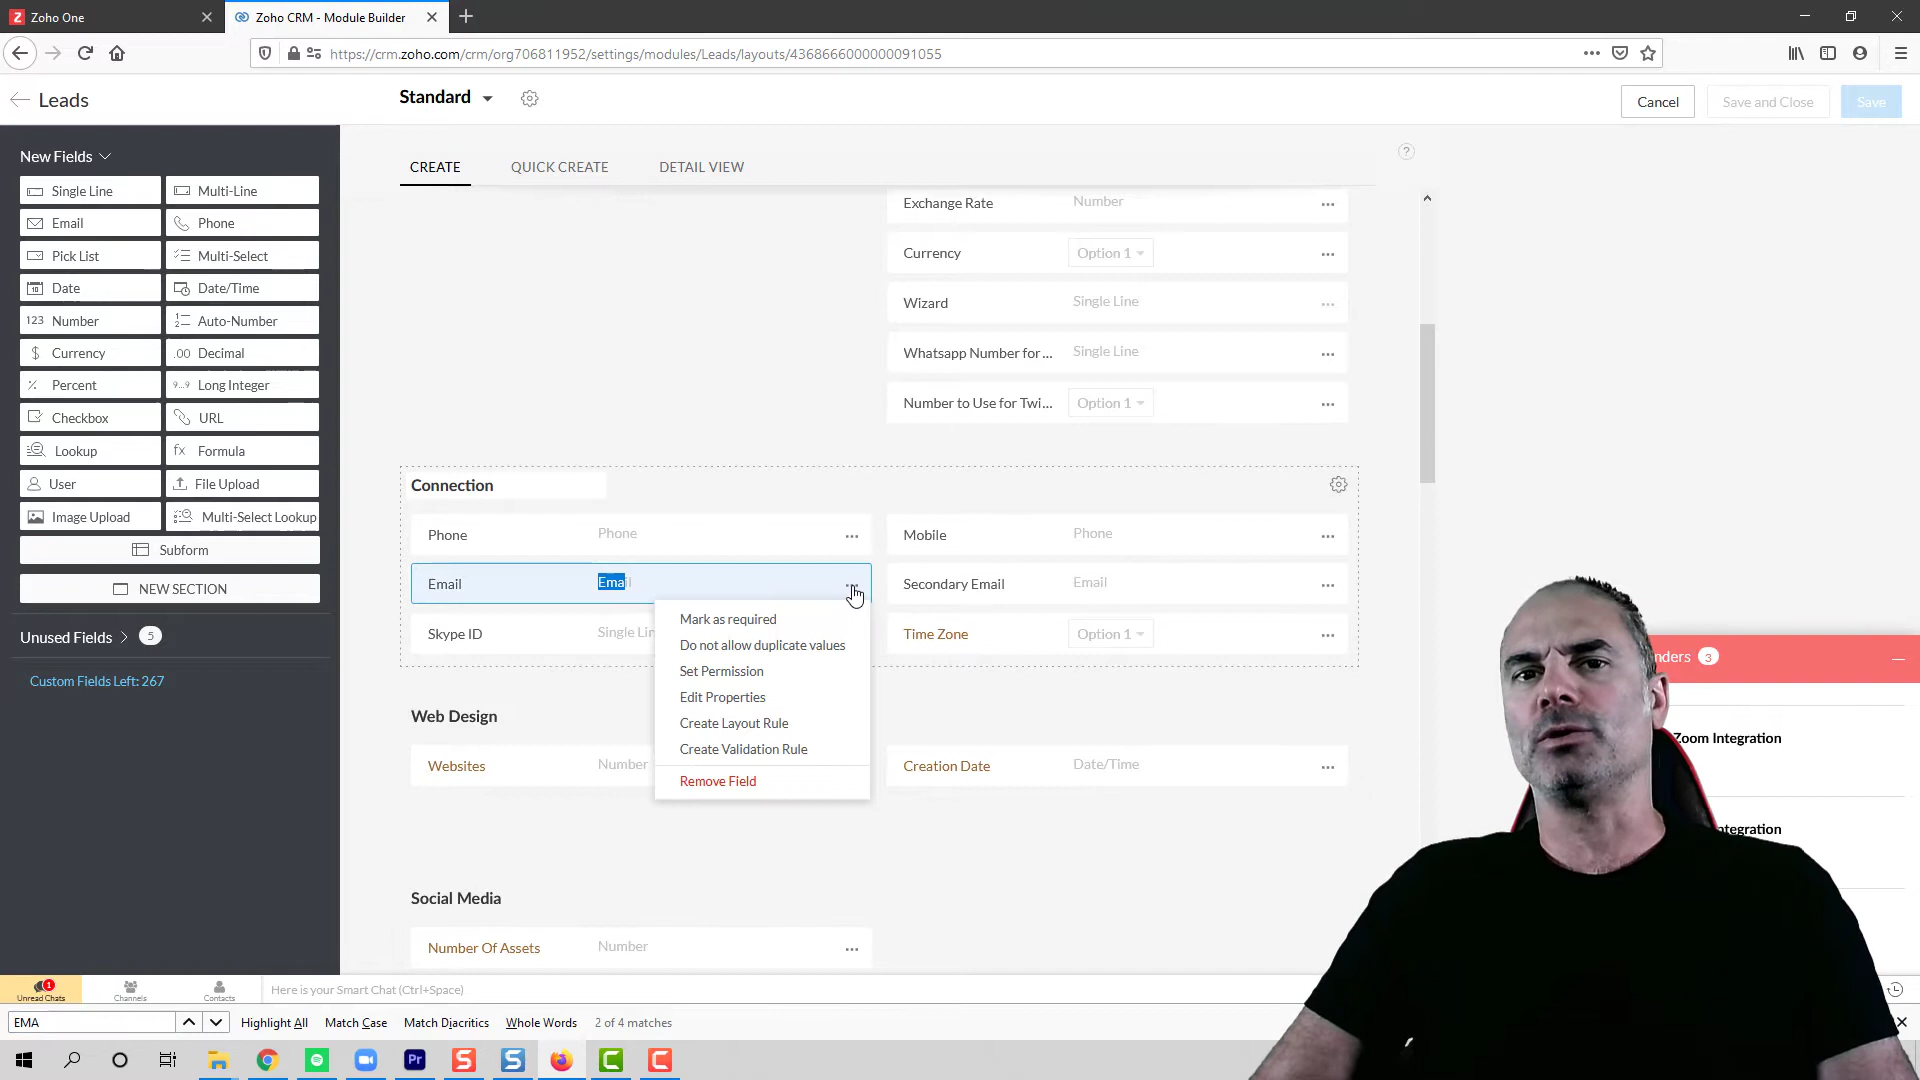 Zoho One
Zoho CRM - Module Builder
https://crm.zoho.com/crm/org706811952/settings/modules/Leads/layouts/4368666000000091055
Leads
Standard
Cancel
Save and Close
Save
New Fields
CREATE
QUICK CREATE
DETAIL VIEW
?
Single Line
Multi-Line
Email
Phone
Pick List
Multi-Select
Date
Date/Time
123 Number
Auto-Number
$ Currency
.00 Decimal
% Percent
9..9 Long Integer
Checkbox
URL
Lookup
fx Formula
User
File Upload
Image Upload
Multi-Select Lookup
Subform
NEW SECTION
Unused Fields
5
Custom Fields Left: 267
Exchange Rate
Number
Currency
Option 1
Wizard
Single Line
Whatsapp Number for ...
Single Line
Number to Use for Twi...
Option 1
Connection
Phone
Phone
Mobile
Phone
Email
Email
Secondary Email
Email
Skype ID
Time Zone
Option 1
Mark as required
Do not allow duplicate values
Set Permission
Edit Properties
Create Layout Rule
Create Validation Rule
Remove Field
Web Design
Websites
Number
Creation Date
Date/Time
Social Media
Number Of Assets
Number
3
Zoom Integration
1
Unread Chats
Channels
Contacts
Here is your Smart Chat (Ctrl+Space)
EMA
Highlight All
Match Case
Match Diacritics
Whole Words
2 of 4 matches
Pr